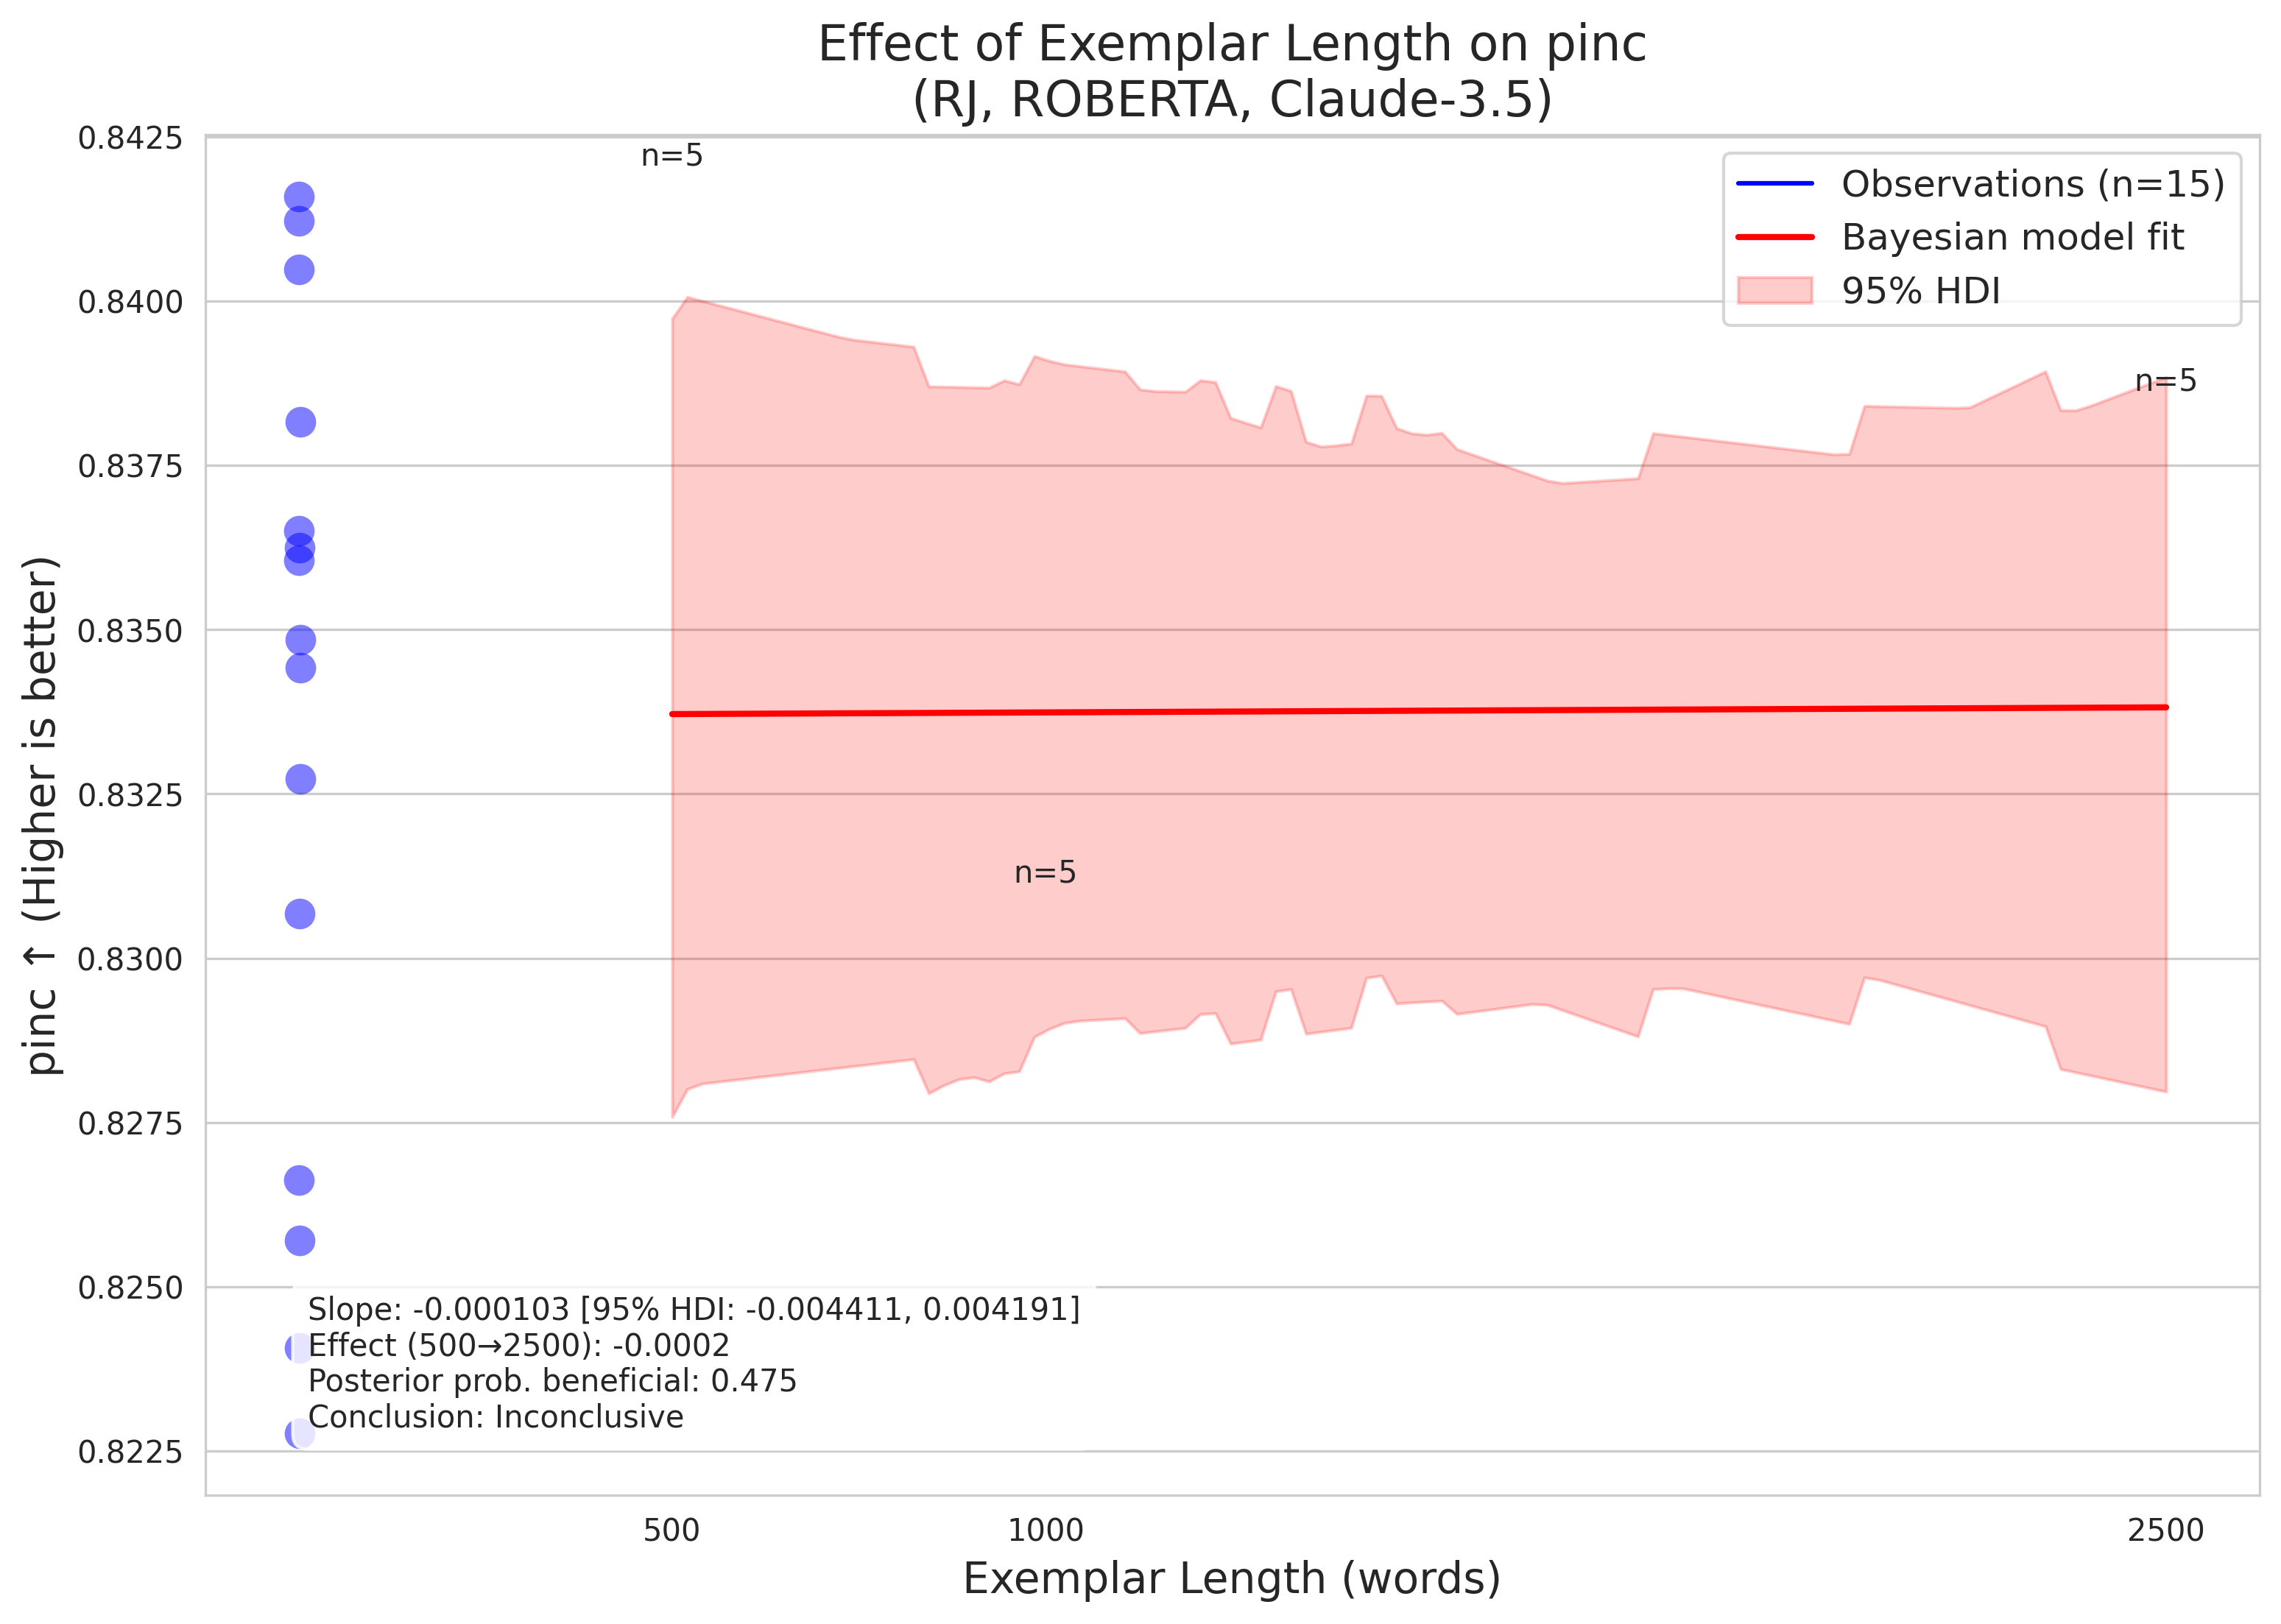 Effect of Exemplar Length on pinc
(RJ, ROBERTA, Claude-3.5)
pinc ↑ (Higher is better)
0.8425
0.8400
0.8375
0.8350
0.8325
0.8300
0.8275
0.8250
0.8225
n=5
n=5
n=5
Observations (n=15)
Bayesian model fit
95% HDI
Slope: -0.000103 [95% HDI: -0.004411, 0.004191]
Effect (500→2500): -0.0002
Posterior prob. beneficial: 0.475
Conclusion: Inconclusive
500
1000
2500
Exemplar Length (words)